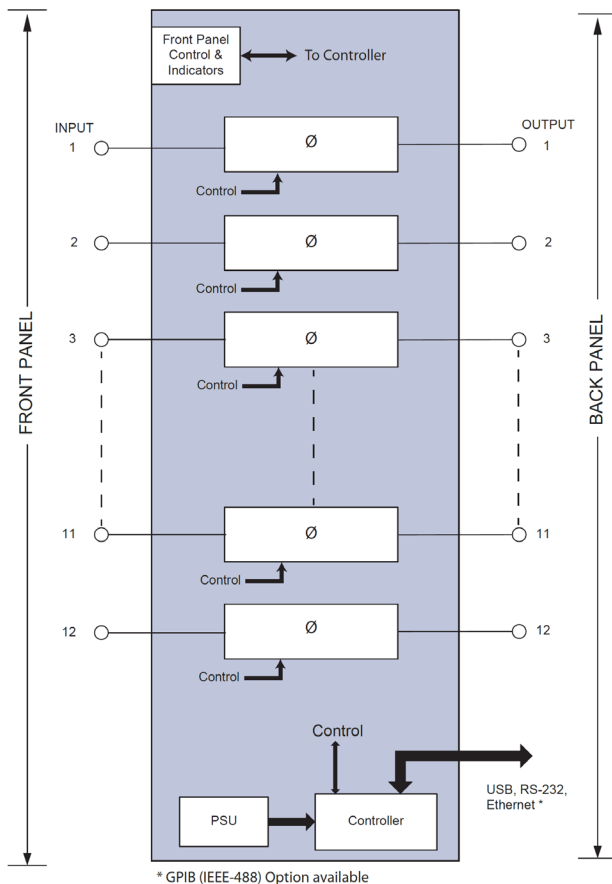 Front Panel
Control &
Indicators
To Controller
INPUT
OUTPUT
1
Ø
1
Control
2
Ø
2
Control
3
Ø
3
Control
FRONT PANEL
BACK PANEL
11
Ø
11
Control
12
Ø
12
Control
Control
USB, RS-232,
Ethernet *
PSU
Controller
* GPIB (IEEE-488) Option available